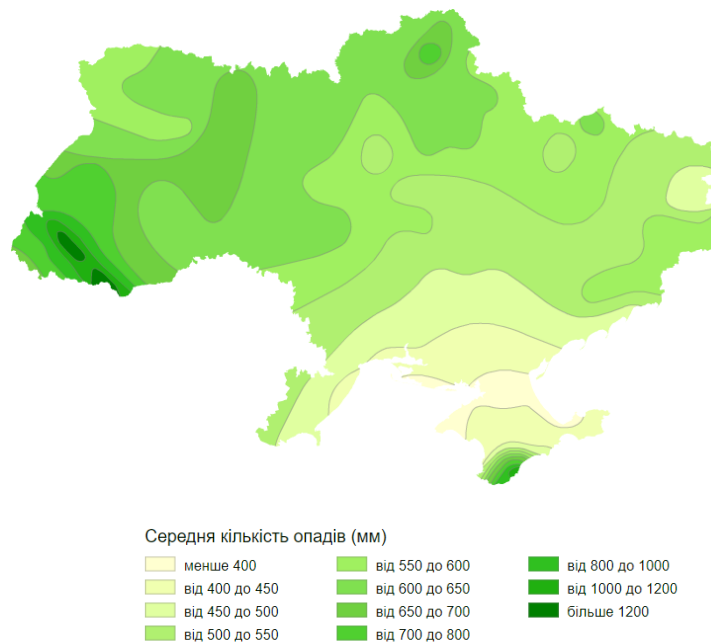 Середня кількість опадів (мм)
менше 400
від 400 до 450
від 450 до 500
від 500 до 550
від 550 до 600
від 600 до 650
від 650 до 700
від 700 до 800
від 800 до 1000
від 1000 до 1200
більше 1200